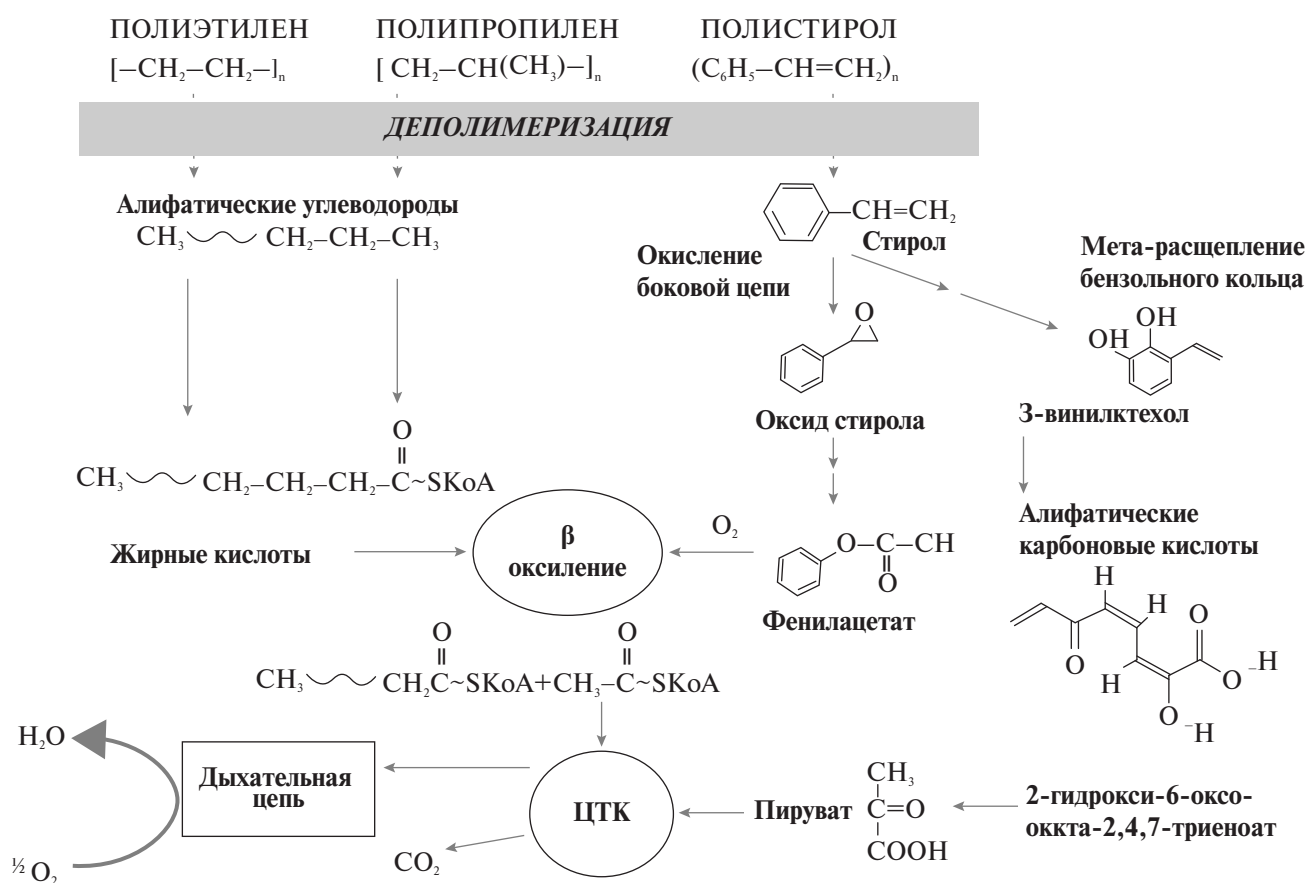 ПОЛИЭТИЛЕН
[–CH₂–CH₂–]ₙ
ПОЛИПРОПИЛЕН
[ CH₂–CH(CH₃)–]ₙ
ПОЛИСТИРОЛ
(C₆H₅–CH=CH₂)ₙ
ДЕПОЛИМЕРИЗАЦИЯ
Алифатические углеводороды
CH₃ CH₂–CH₂–CH₃
CH=CH₂
Стирол
Окисление
боковой цепи
Мета-расщепление
бензольного кольца
O
Оксид стирола
OH
OH
3-винилктехол
O
CH₃ CH₂–CH₂–CH₂–C~SKoA
Жирные кислоты
β
оксиление
O₂
O–C–CH
O
Фенилацетат
Алифатические
карбоновые кислоты
H
H
O
O
H
O
H
O
H
O O
CH₃ CH₂C~SKoA+CH₃–C~SKoA
H₂O
½ O₂
Дыхательная
цепь
ЦТК
CO₂
Пируват
CH₃
C=O
COOH
2-гидрокси-6-оксо-
оккта-2,4,7-триеноат